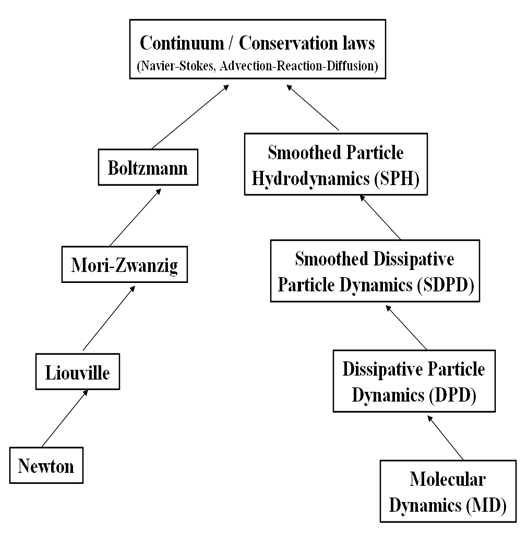 Continuum / Conservation laws
(Navier-Stokes, Advection-Reaction-Diffusion)
Boltzmann
Smoothed Particle
Hydrodynamics (SPH)
Mori-Zwanzig
Smoothed Dissipative
Particle Dynamics (SDPD)
Liouville
Dissipative Particle
Dynamics (DPD)
Newton
Molecular
Dynamics (MD)